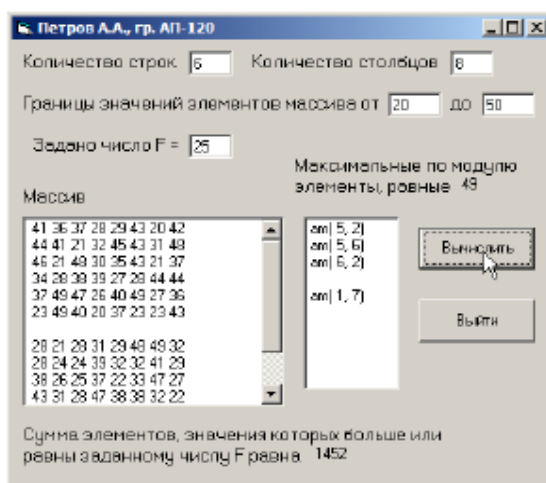 Петров А.А., гр. АП-120
Количество строк 6 Количество столбцов 8
Границы значений элементов массива от 20 до 50
Задано число F = 25
Максимальные по модулю
элементы, равные 49
Массив
41 36 37 28 29 43 20 42
44 41 21 32 45 43 31 48
46 21 48 30 35 43 21 37
34 28 38 39 27 28 44 44
37 49 47 26 40 49 27 36
23 49 40 20 37 23 23 43
28 21 28 31 29 48 49 32
28 24 24 39 32 32 41 29
38 26 25 37 22 33 47 27
43 31 28 47 38 38 32 22
am( 5, 2)
am( 5, 6)
am( 6, 2)
am( 1, 7)
Вычислить
Выйти
Сумма элементов, значения которых больше или
равны заданному числу F равна 1452